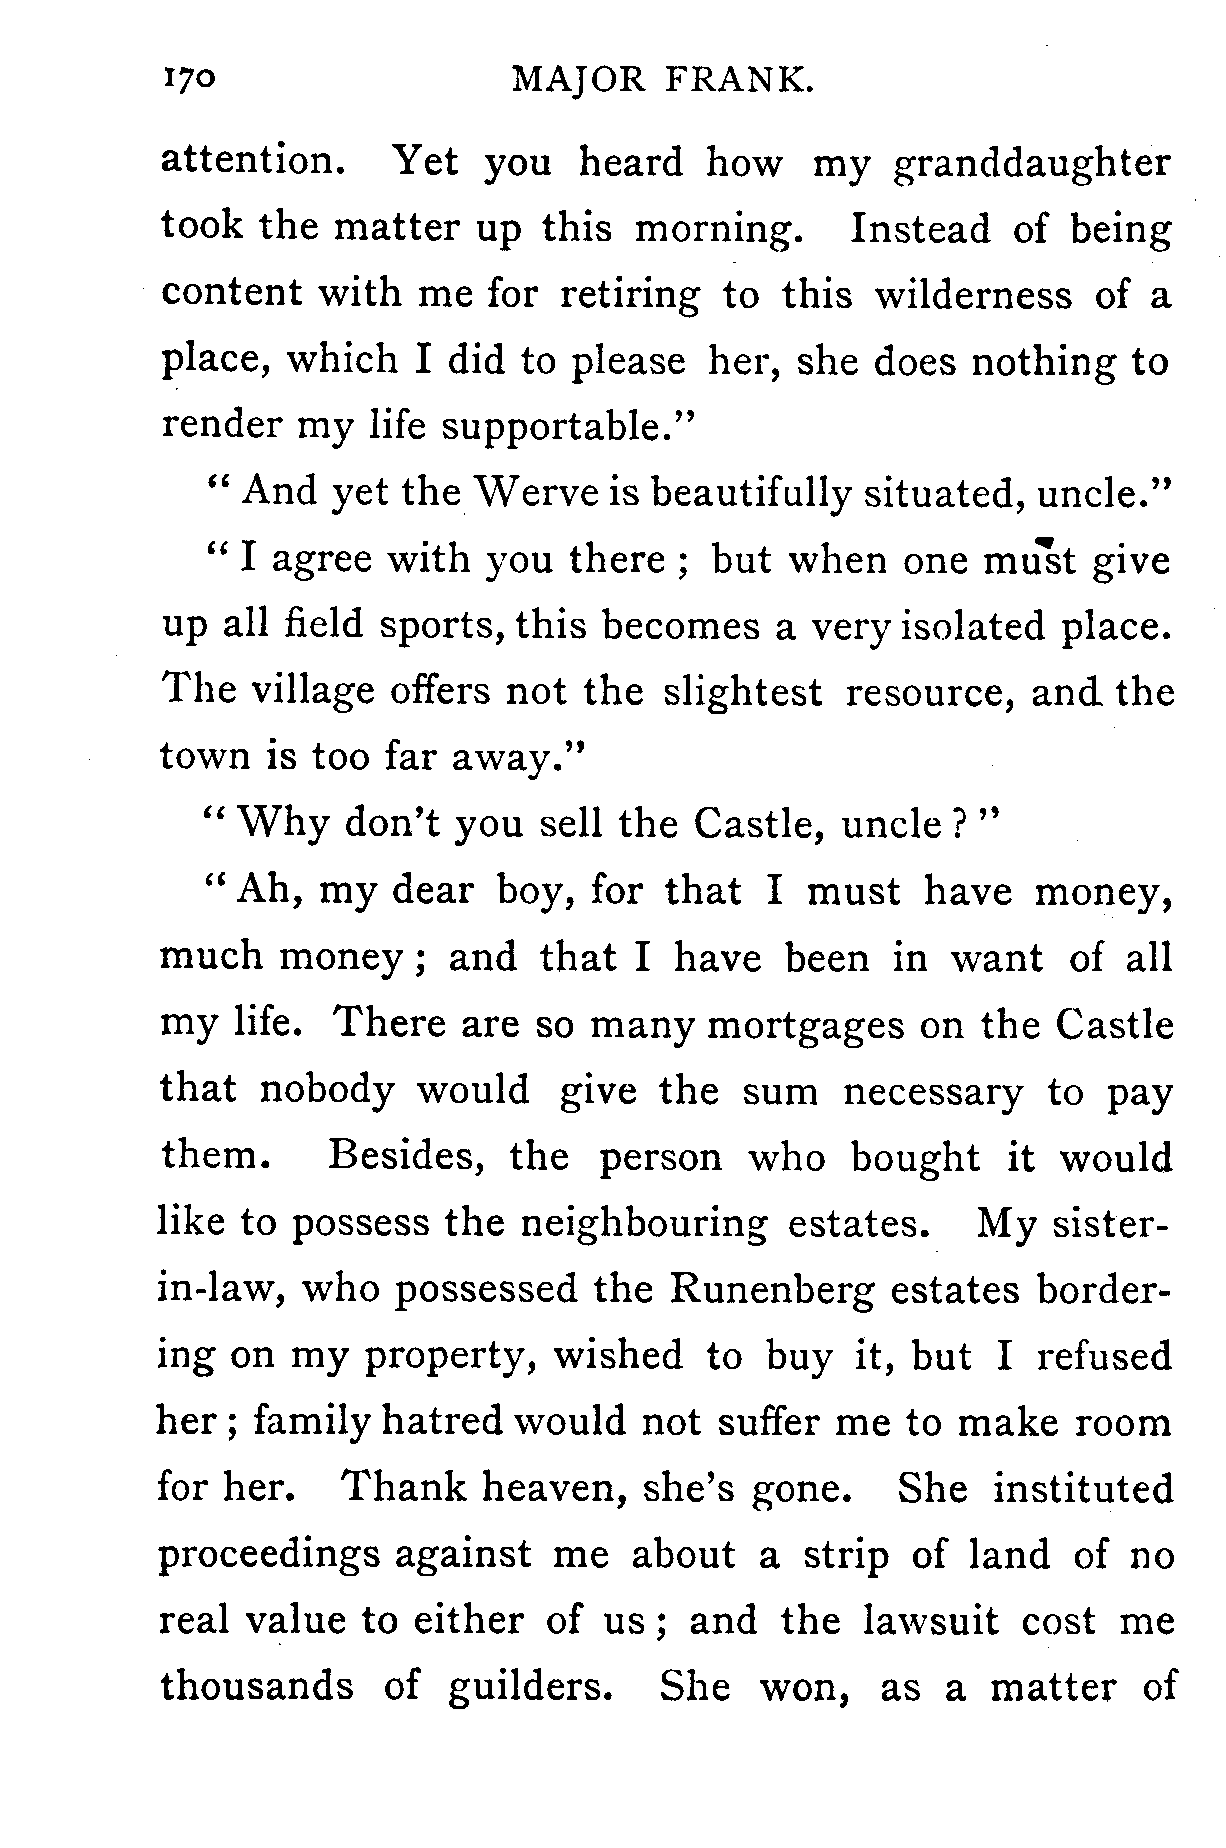 170 MAJOR FRANK.
attention. Yet you heard how my granddaughter
took the matter up this morning. Instead of being
content with me for retiring to this wilderness of a
place, which I did to please her, she does nothing to
render my life supportable."
" And yet the Werve is beautifully situated, uncle."
" I agree with you there ; but when one must give
up all field sports, this becomes a very isolated place.
The village offers not the slightest resource, and the
town is too far away."
" Why don't you sell the Castle, uncle ? "
" Ah, my dear boy, for that I must have money,
much money ; and that I have been in want of all
my life. There are so many mortgages on the Castle
that nobody would give the sum necessary to pay
them. Besides, the person who bought it would
like to possess the neighbouring estates. My sister-
in-law, who possessed the Runenberg estates border-
ing on my property, wished to buy it, but I refused
her ; family hatred would not suffer me to make room
for her. Thank heaven, she's gone. She instituted
proceedings against me about a strip of land of no
real value to either of us ; and the lawsuit cost me
thousands of guilders. She won, as a matter of